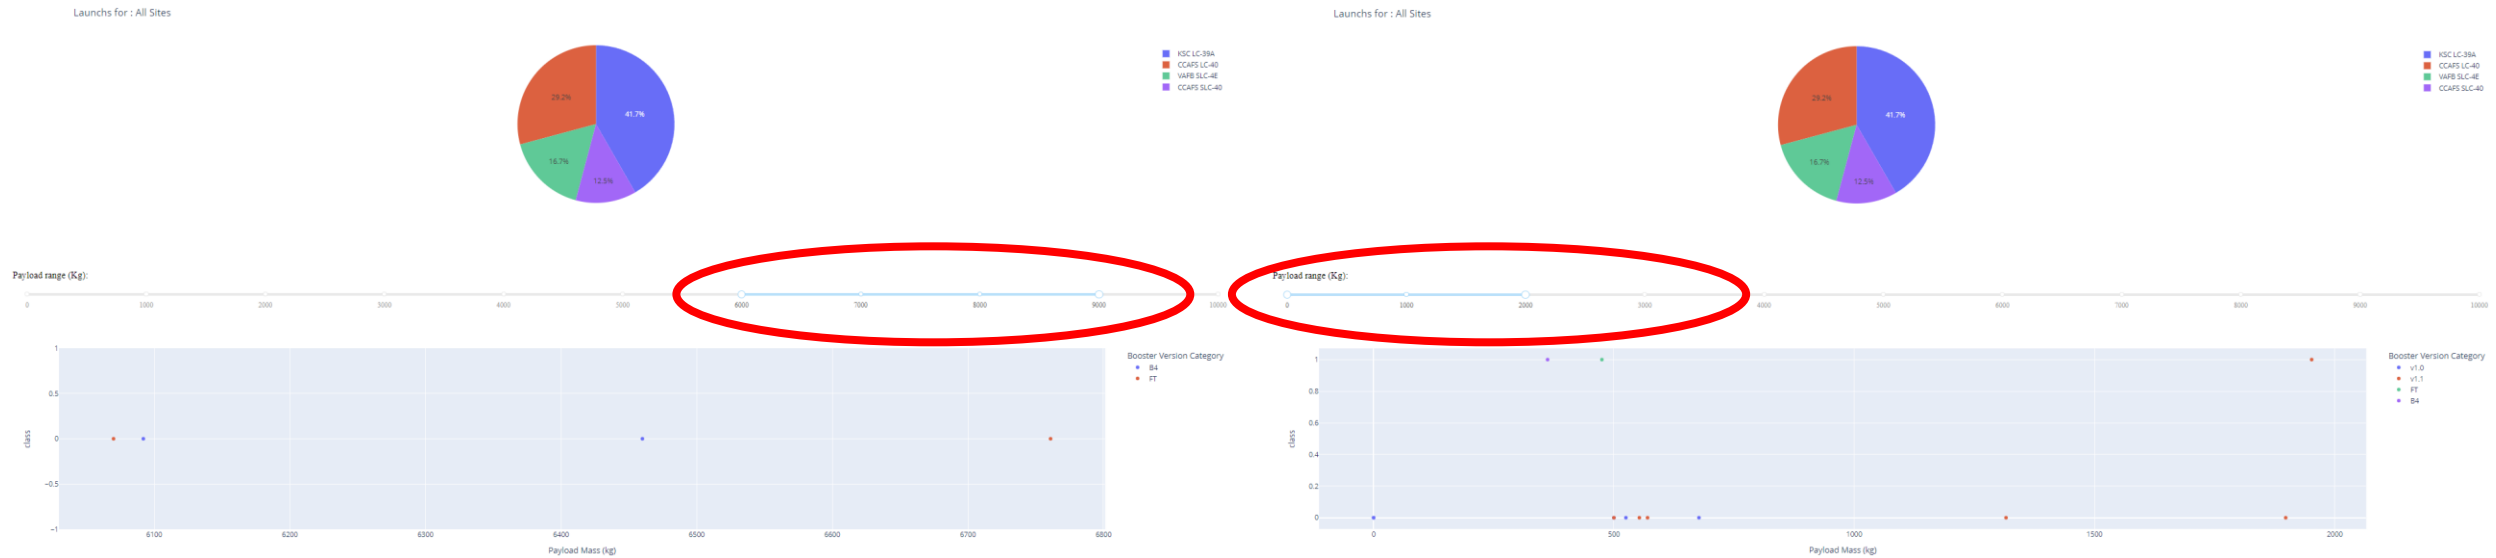 Launchs for : All Sites
KSC LC-39A
CCAFS LC-40
VAFB SLC-4E
CCAFS SLC-40
29.2%
41.7%
16.7%
12.5%
Payload range (Kg):
0 1000 2000 3000 4000 5000 6000 7000 8000 9000 10000
Booster Version Category
B4
FT
1
0.5
0
−0.5
−1
class
6100 6200 6300 6400 6500 6600 6700 6800
Payload Mass (kg)
Launchs for : All Sites
KSC LC-39A
CCAFS LC-40
VAFB SLC-4E
CCAFS SLC-40
29.2%
41.7%
16.7%
12.5%
Payload range (Kg):
0 1000 2000 3000 4000 5000 6000 7000 8000 9000 10000
Booster Version Category
v1.0
v1.1
FT
B4
1
0.8
0.6
0.4
0.2
0
class
0 500 1000 1500 2000
Payload Mass (kg)